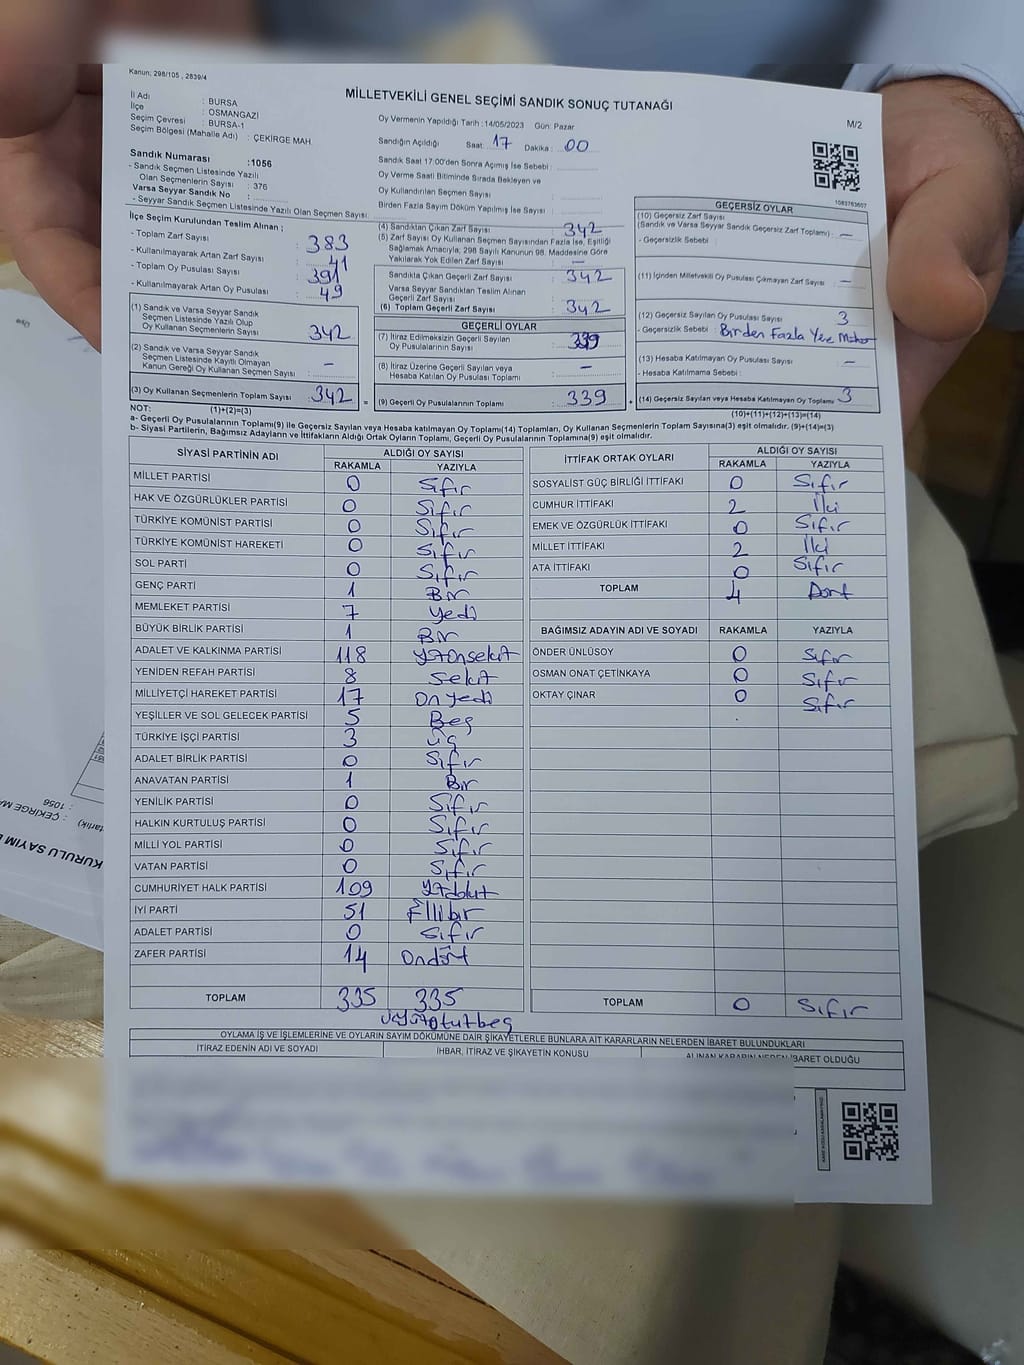 Kanun; 298/105 , 2839/4
MİLLETVEKİLİ GENEL SEÇİMİ SANDIK SONUÇ TUTANAĞI
M/2
İl Adı : BURSA
İlçe : OSMANGAZİ
Seçim Çevresi : BURSA-1
Seçim Bölgesi (Mahalle Adı) : ÇEKİRGE MAH.
Oy Vermenin Yapıldığı Tarih : 14/05/2023 Gün: Pazar
Sandığın Açıldığı Saat 17 Dakika : 00
Sandık Saat 17:00'den Sonra Açımış İse Sebebi :
Oy Verme Saati Bitiminde Sırada Bekleyen ve
Oy Kullandırılan Seçmen Sayısı
Birden Fazla Sayım Döküm Yapılmış İse Sayısı
1083763607
Sandık Numarası :1056
- Sandık Seçmen Listesinde Yazılı
Olan Seçmenlerin Sayısı : 376
Varsa Seyyar Sandık No :
- Seyyar Sandık Seçmen Listesinde Yazılı Olan Seçmen Sayısı:
İlçe Seçim Kurulundan Teslim Alınan ;
- Toplam Zarf Sayısı : 383
- Kullanılmayarak Artan Zarf Sayısı : 41
- Toplam Oy Pusulası Sayısı : 391
- Kullanılmayarak Artan Oy Pusulası : 49
(1) Sandık ve Varsa Seyyar Sandık
Seçmen Listesinde Yazılı Olup
Oy Kullanan Seçmenlerin Sayısı : 342
(2) Sandık ve Varsa Seyyar Sandık
Seçmen Listesinde Kayıtlı Olmayan
Kanun Gereği Oy Kullanan Seçmen Sayısı : —
(3) Oy Kullanan Seçmenlerin Toplam Sayısı : 342 =
(4) Sandıktan Çıkan Zarf Sayısı : 342
(5) Zarf Sayısı Oy Kullanan Seçmen Sayısından Fazla İse, Eşitliği
Sağlamak Amacıyla; 298 Sayılı Kanunun 98. Maddesine Göre
Yakılarak Yok Edilen Zarf Sayısı : —
Sandıkta Çıkan Geçerli Zarf Sayısı : 342
Varsa Seyyar Sandıktan Teslim Alınan
Geçerli Zarf Sayısı
(6) Toplam Geçerli Zarf Sayısı : 342
GEÇERLİ OYLAR
(7) İtiraz Edilmeksizin Geçerli Sayılan
Oy Pusulalarının Sayısı : 339
(8) İtiraz Üzerine Geçerli Sayılan veya
Hesaba Katılan Oy Pusulası Toplamı : —
(9) Geçerli Oy Pusulalarının Toplamı : 339 +
GEÇERSİZ OYLAR
(10) Geçersiz Zarf Sayısı
(Sandık ve Varsa Seyyar Sandık Geçersiz Zarf Toplamı) : —
- Geçersizlik Sebebi :
(11) İçinden Milletvekili Oy Pusulası Çıkmayan Zarf Sayısı : —
(12) Geçersiz Sayılan Oy Pusulası Sayısı : 3
- Geçersizlik Sebebi : Birden Fazla Yere
(13) Hesaba Katılmayan Oy Pusulası Sayısı : —
- Hesaba Katılmama Sebebi :
(14) Geçersiz Sayılan veya Hesaba Katılmayan Oy Toplamı : 3
NOT: (1)+(2)=(3) (10)+(11)+(12)+(13)=(14)
a- Geçerli Oy Pusulalarının Toplamı(9) ile Geçersiz Sayılan veya Hesaba katılmayan Oy Toplamı(14) Toplamları, Oy Kullanan Seçmenlerin Toplam Sayısına(3) eşit olmalıdır. (9)+(14)=(3)
b- Siyasi Partilerin, Bağımsız Adayların ve İttifakların Aldığı Ortak Oyların Toplamı, Geçerli Oy Pusulalarının Toplamına(9) eşit olmalıdır.
SİYASİ PARTİNİN ADI ALDIĞI OY SAYISI
RAKAMLA YAZIYLA
MİLLET PARTİSİ 0 Sıfır
HAK VE ÖZGÜRLÜKLER PARTİSİ 0 Sıfır
TÜRKİYE KOMÜNİST PARTİSİ 0 Sıfır
TÜRKİYE KOMÜNİST HAREKETİ 0 Sıfır
SOL PARTİ 0 Sıfır
GENÇ PARTİ 1 Bir
MEMLEKET PARTİSİ 7 Yedi
BÜYÜK BİRLİK PARTİSİ 1 Bir
ADALET VE KALKINMA PARTİSİ 118 Yüzonsekiz
YENİDEN REFAH PARTİSİ 8 Sekiz
MİLLİYETÇİ HAREKET PARTİSİ 17 On yedi
YEŞİLLER VE SOL GELECEK PARTİSİ 5 Beş
TÜRKİYE İŞÇİ PARTİSİ 3 Üç
ADALET BİRLİK PARTİSİ 0 Sıfır
ANAVATAN PARTİSİ 1 Bir
YENİLİK PARTİSİ 0 Sıfır
HALKIN KURTULUŞ PARTİSİ 0 Sıfır
MİLLİ YOL PARTİSİ 0 Sıfır
VATAN PARTİSİ 0 Sıfır
CUMHURİYET HALK PARTİSİ 109 Yüzdokuz
İYİ PARTİ 51 Ellibir
ADALET PARTİSİ 0 Sıfır
ZAFER PARTİSİ 14 Ondört
TOPLAM 335 335
üçyüzotuzbeş
İTTİFAK ORTAK OYLARI ALDIĞI OY SAYISI
RAKAMLA YAZIYLA
SOSYALİST GÜÇ BİRLİĞİ İTTİFAKI 0 Sıfır
CUMHUR İTTİFAKI 2 İki
EMEK VE ÖZGÜRLÜK İTTİFAKI 0 Sıfır
MİLLET İTTİFAKI 2 İki
ATA İTTİFAKI 0 Sıfır
TOPLAM 4 Dört
BAĞIMSIZ ADAYIN ADI VE SOYADI RAKAMLA YAZIYLA
ÖNDER ÜNLÜSOY 0 Sıfır
OSMAN ONAT ÇETİNKAYA 0 Sıfır
OKTAY ÇINAR 0 Sıfır
TOPLAM 0 Sıfır
OYLAMA İŞ VE İŞLEMLERİNE VE OYLARIN SAYIM DÖKÜMÜNE DAİR ŞİKAYETLERLE BUNLARA AİT KARARLARIN NELERDEN İBARET BULUNDUKLARI
İTİRAZ EDENİN ADI VE SOYADI İHBAR, İTİRAZ VE ŞİKAYETİN KONUSU ALINAN KARARIN NEDEN İBARET OLDUĞU
: ÇEKİRGE MA
: 1056
KURULU SAYIM